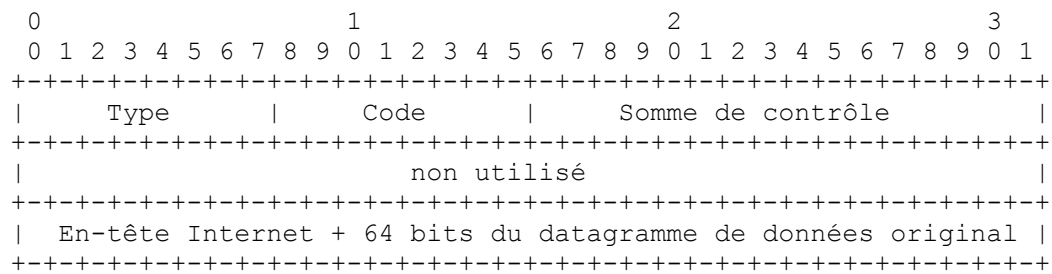 0                   1                   2                   3
 0 1 2 3 4 5 6 7 8 9 0 1 2 3 4 5 6 7 8 9 0 1 2 3 4 5 6 7 8 9 0 1
+-+-+-+-+-+-+-+-+-+-+-+-+-+-+-+-+-+-+-+-+-+-+-+-+-+-+-+-+-+-+-+-+
|     Type      |     Code      |     Somme de contrôle         |
+-+-+-+-+-+-+-+-+-+-+-+-+-+-+-+-+-+-+-+-+-+-+-+-+-+-+-+-+-+-+-+-+
|                        non utilisé                            |
+-+-+-+-+-+-+-+-+-+-+-+-+-+-+-+-+-+-+-+-+-+-+-+-+-+-+-+-+-+-+-+-+
|  En-tête Internet + 64 bits du datagramme de données original |
+-+-+-+-+-+-+-+-+-+-+-+-+-+-+-+-+-+-+-+-+-+-+-+-+-+-+-+-+-+-+-+-+